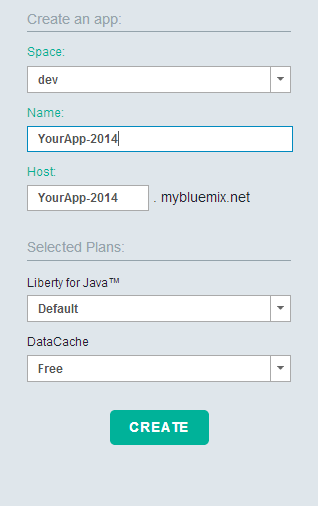 Create an app:
Space:
dev
Name:
YourApp-2014
Host:
YourApp-2014 . mybluemix.net
Selected Plans:
Liberty for Java™
Default
DataCache
Free
CREATE